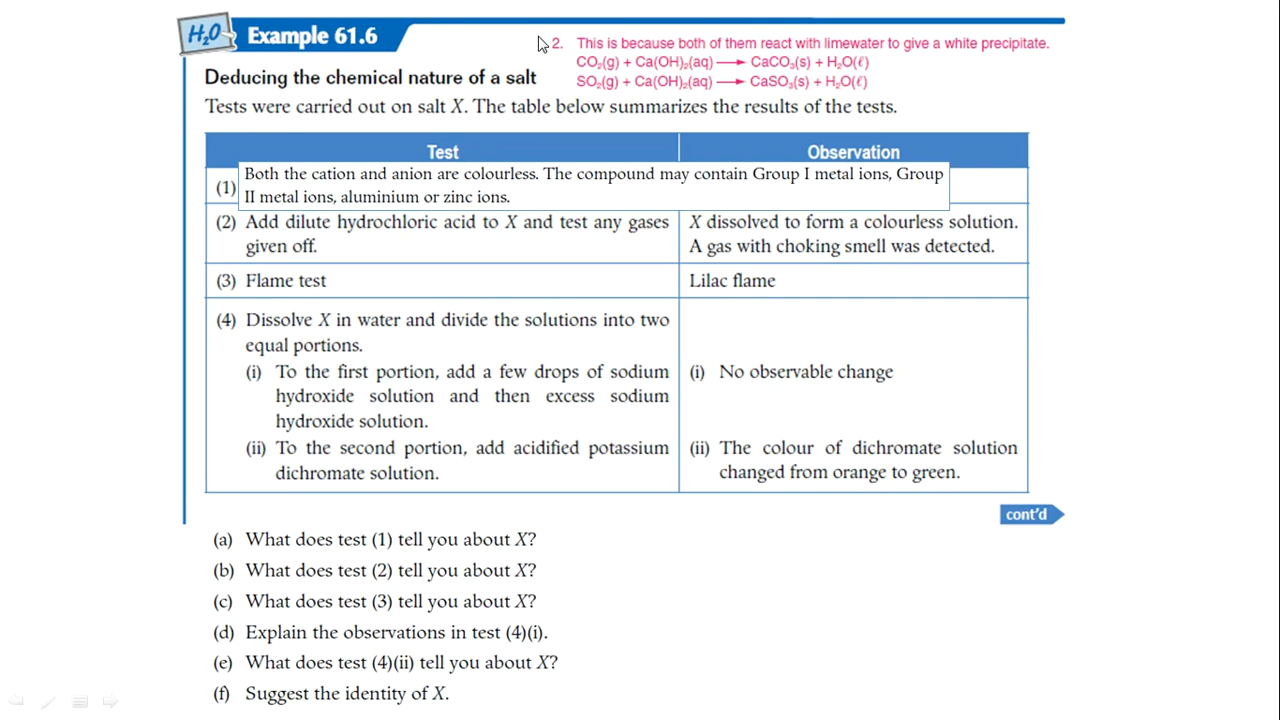 H₂O Example 61.6
2. This is because both of them react with limewater to give a white precipitate.
CO₂(g) + Ca(OH)₂(aq) ⟶ CaCO₃(s) + H₂O(ℓ)
SO₂(g) + Ca(OH)₂(aq) ⟶ CaSO₃(s) + H₂O(ℓ)
Deducing the chemical nature of a salt
Tests were carried out on salt X. The table below summarizes the results of the tests.
Test Observation
(1) Both the cation and anion are colourless. The compound may contain Group I metal ions, Group
II metal ions, aluminium or zinc ions.
(2) Add dilute hydrochloric acid to X and test any gases
given off.
X dissolved to form a colourless solution.
A gas with choking smell was detected.
(3) Flame test
Lilac flame
(4) Dissolve X in water and divide the solutions into two
equal portions.
(i) To the first portion, add a few drops of sodium
hydroxide solution and then excess sodium
hydroxide solution.
(i) No observable change
(ii) To the second portion, add acidified potassium
dichromate solution.
(ii) The colour of dichromate solution
changed from orange to green.
cont'd
(a) What does test (1) tell you about X?
(b) What does test (2) tell you about X?
(c) What does test (3) tell you about X?
(d) Explain the observations in test (4)(i).
(e) What does test (4)(ii) tell you about X?
(f) Suggest the identity of X.